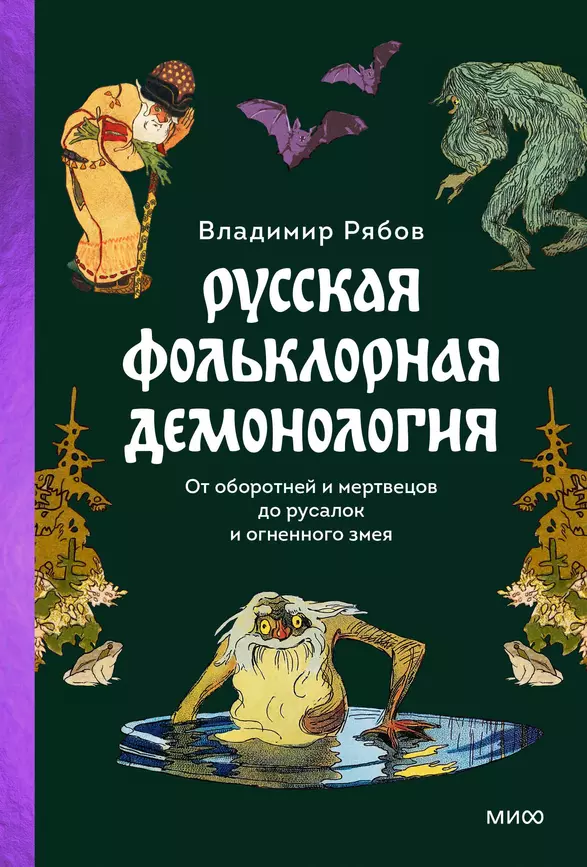 Владимир Рябов
РУССКАЯ
ФОЛЬКЛОРНАЯ
ДЕМОНОЛОГИЯ
От оборотней и мертвецов
до русалок
и огненного змея
МИФ